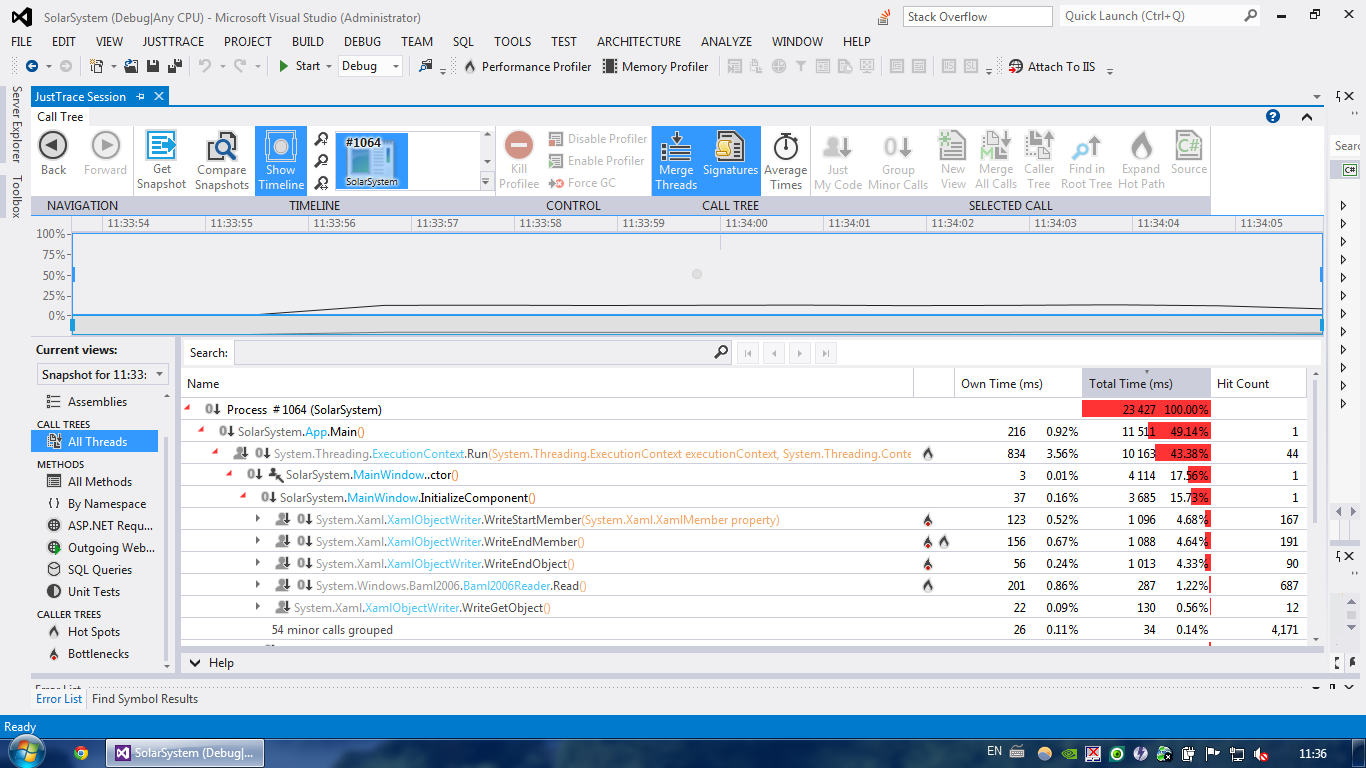 SolarSystem (Debug|Any CPU) - Microsoft Visual Studio (Administrator)
Stack Overflow
Quick Launch (Ctrl+Q)
FILE EDIT VIEW JUSTTRACE PROJECT BUILD DEBUG TEAM SQL TOOLS TEST ARCHITECTURE ANALYZE WINDOW HELP
Start Debug Performance Profiler Memory Profiler Attach To IIS
Server Explorer
Toolbox
JustTrace Session
Call Tree
Back
Forward
Get Snapshot
Compare Snapshots
Show Timeline
#1064
SolarSystem
Kill Profilee
Disable Profiler
Enable Profiler
Force GC
Merge Threads
Signatures
Average Times
Just My Code
Group Minor Calls
New View
Merge All Calls
Caller Tree
Find in Root Tree
Expand Hot Path
Source
Searc
C#
NAVIGATION TIMELINE CONTROL CALL TREE SELECTED CALL
11:33:54 11:33:55 11:33:56 11:33:57 11:33:58 11:33:59 11:34:00 11:34:01 11:34:02 11:34:03 11:34:04 11:34:05
100%
75%
50%
25%
0%
Current views:
Snapshot for 11:33:
Assemblies
CALL TREES
All Threads
METHODS
All Methods
By Namespace
ASP.NET Requ...
Outgoing Web...
SQL Queries
Unit Tests
CALLER TREES
Hot Spots
Bottlenecks
Search:
Name Own Time (ms) Total Time (ms) Hit Count
Process #1064 (SolarSystem) 23 427 100.00%
SolarSystem.App.Main() 216 0.92% 11 511 49.14% 1
System.Threading.ExecutionContext.Run(System.Threading.ExecutionContext executionContext, System.Threading.Conte 834 3.56% 10 163 43.38% 44
SolarSystem.MainWindow..ctor() 3 0.01% 4 114 17.56% 1
SolarSystem.MainWindow.InitializeComponent() 37 0.16% 3 685 15.73% 1
System.Xaml.XamlObjectWriter.WriteStartMember(System.Xaml.XamlMember property) 123 0.52% 1 096 4.68% 167
System.Xaml.XamlObjectWriter.WriteEndMember() 156 0.67% 1 088 4.64% 191
System.Xaml.XamlObjectWriter.WriteEndObject() 56 0.24% 1 013 4.33% 90
System.Windows.Baml2006.Baml2006Reader.Read() 201 0.86% 287 1.22% 687
System.Xaml.XamlObjectWriter.WriteGetObject() 22 0.09% 130 0.56% 12
54 minor calls grouped 26 0.11% 34 0.14% 4,171
Help
Error List
Error List Find Symbol Results
Ready
SolarSystem (Debug|...
EN
11:36